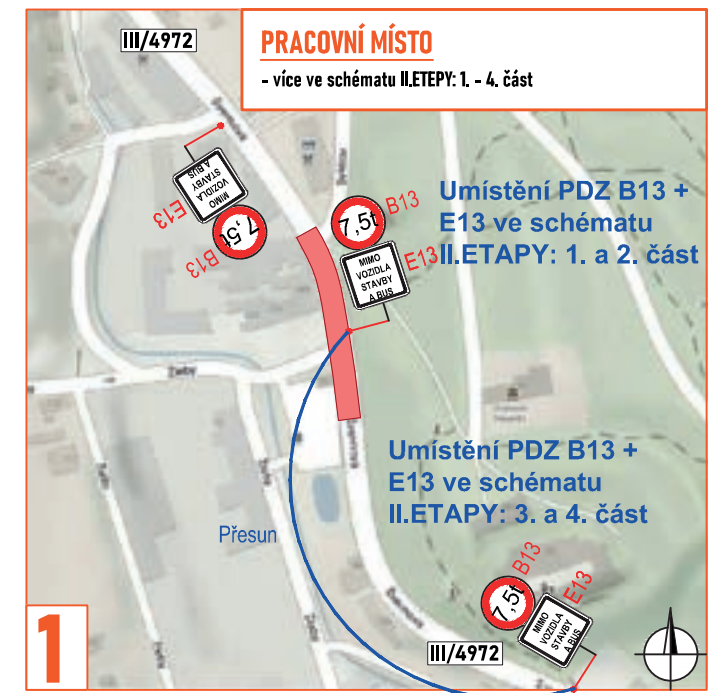 III/4972
PRACOVNÍ MÍSTO
- více ve schématu II.ETEPY: 1. - 4. část
MIMO
VOZIDLA
STAVBY
A BUS
E13
7,5t
B13
7,5t
B13
MIMO
VOZIDLA
STAVBY
A BUS
E13
Umístění PDZ B13 +
E13 ve schématu
II.ETAPY: 1. a 2. část
Umístění PDZ B13 +
E13 ve schématu
II.ETAPY: 3. a 4. část
Přesun
7,5t
B13
MIMO
VOZIDLA
STAVBY
A BUS
E13
III/4972
1